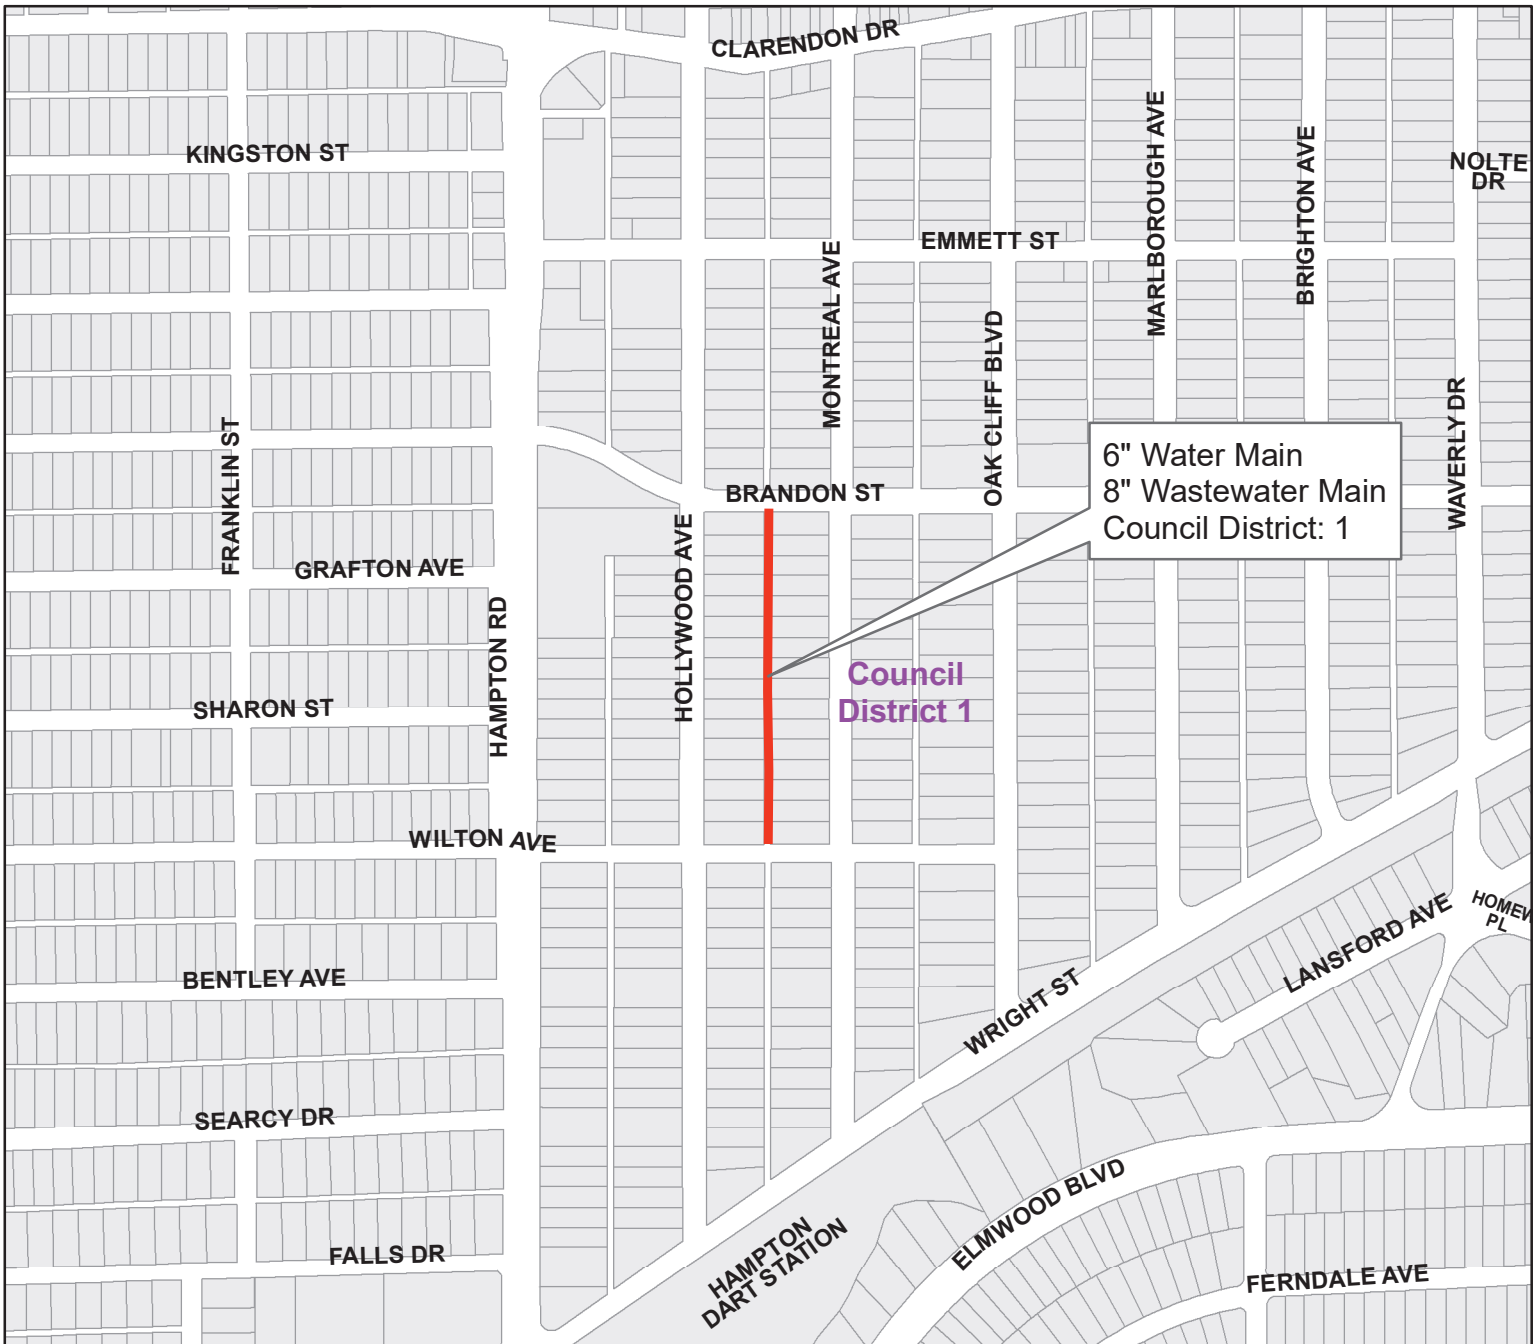 CLARENDON DR
KINGSTON ST
MARLBOROUGH AVE
BRIGHTON AVE
NOLTE
DR
EMMETT ST
MONTREAL AVE
OAK CLIFF BLVD
WAVERLY DR
FRANKLIN ST
6" Water Main
8" Wastewater Main
Council District: 1
BRANDON ST
HOLLYWOOD AVE
GRAFTON AVE
HAMPTON RD
Council
District 1
SHARON ST
WILTON AVE
LANSFORD AVE
HOMEW
PL
BENTLEY AVE
WRIGHT ST
SEARCY DR
ELMWOOD BLVD
HAMPTON
DART STATION
FALLS DR
FERNDALE AVE